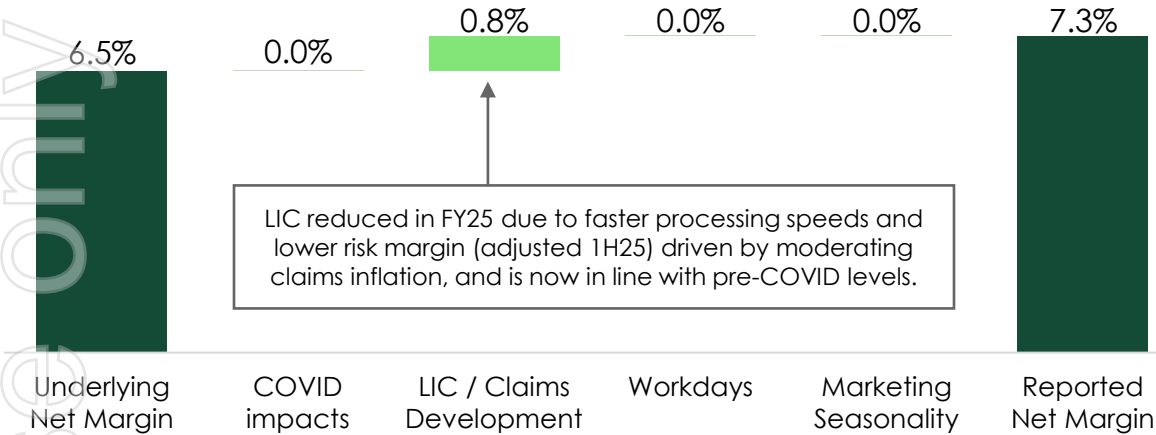 6.5%
0.0%
0.8%
0.0%
0.0%
7.3%
LIC reduced in FY25 due to faster processing speeds and
lower risk margin (adjusted 1H25) driven by moderating
claims inflation, and is now in line with pre-COVID levels.
Underlying
Net Margin
COVID
impacts
LIC / Claims
Development
Workdays
Marketing
Seasonality
Reported
Net Margin
se only